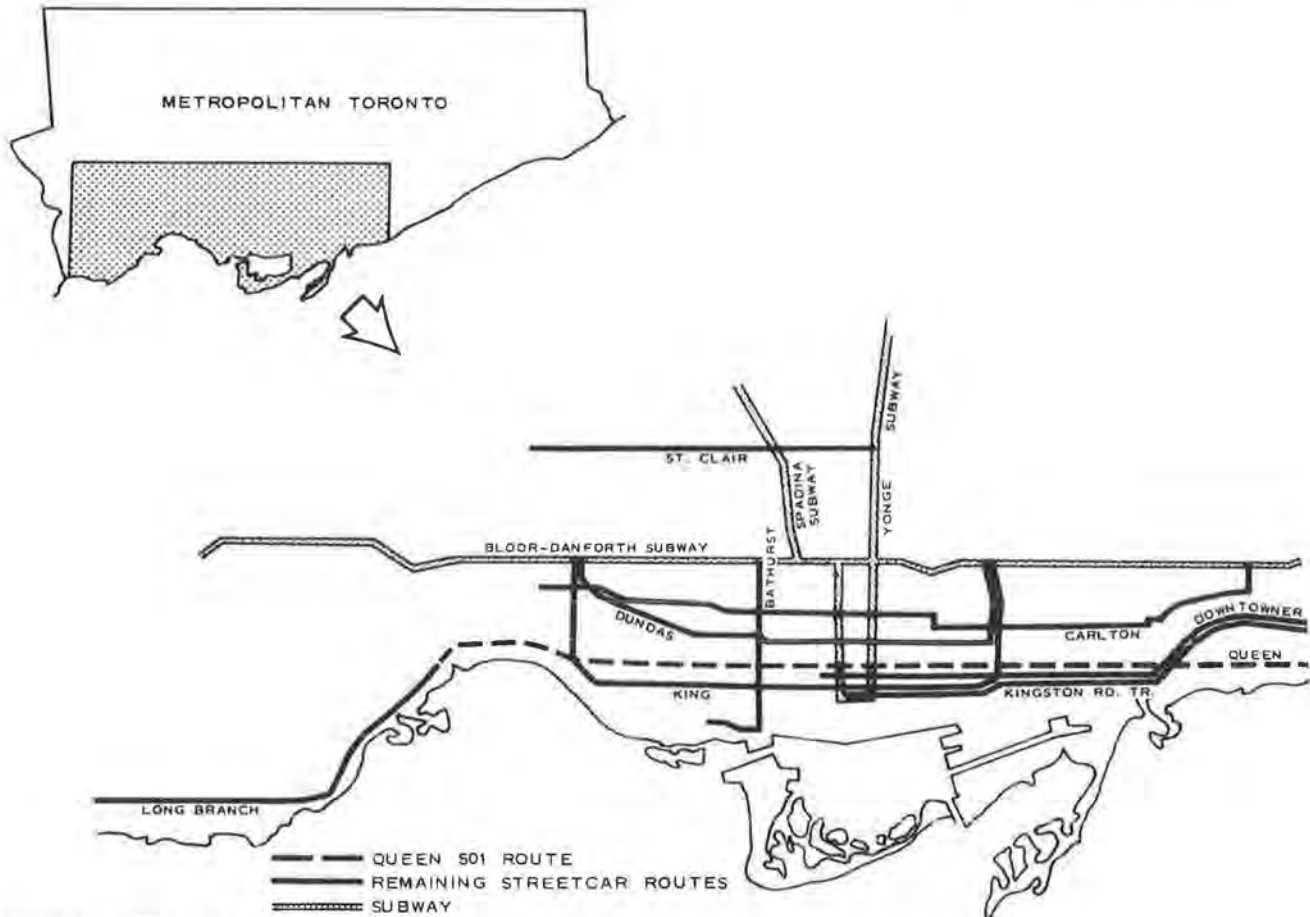 METROPOLITAN TORONTO
SUBWAY
ST. CLAIR
SPADINA
SUBWAY
YONGE
BLOOR-DANFORTH SUBWAY
BATHURST
DUNDAS
DOWNTOWNER
CARLTON
QUEEN
KING
KINGSTON RD. TR.
LONG BRANCH
QUEEN 501 ROUTE
REMAINING STREETCAR ROUTES
SUBWAY